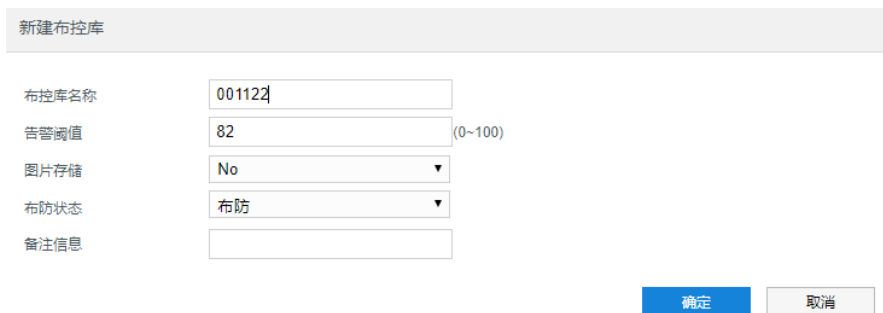 新建布控库
布控库名称 001122
告警阈值 82 (0~100)
图片存储 No
布防状态 布防
备注信息
确定 取消